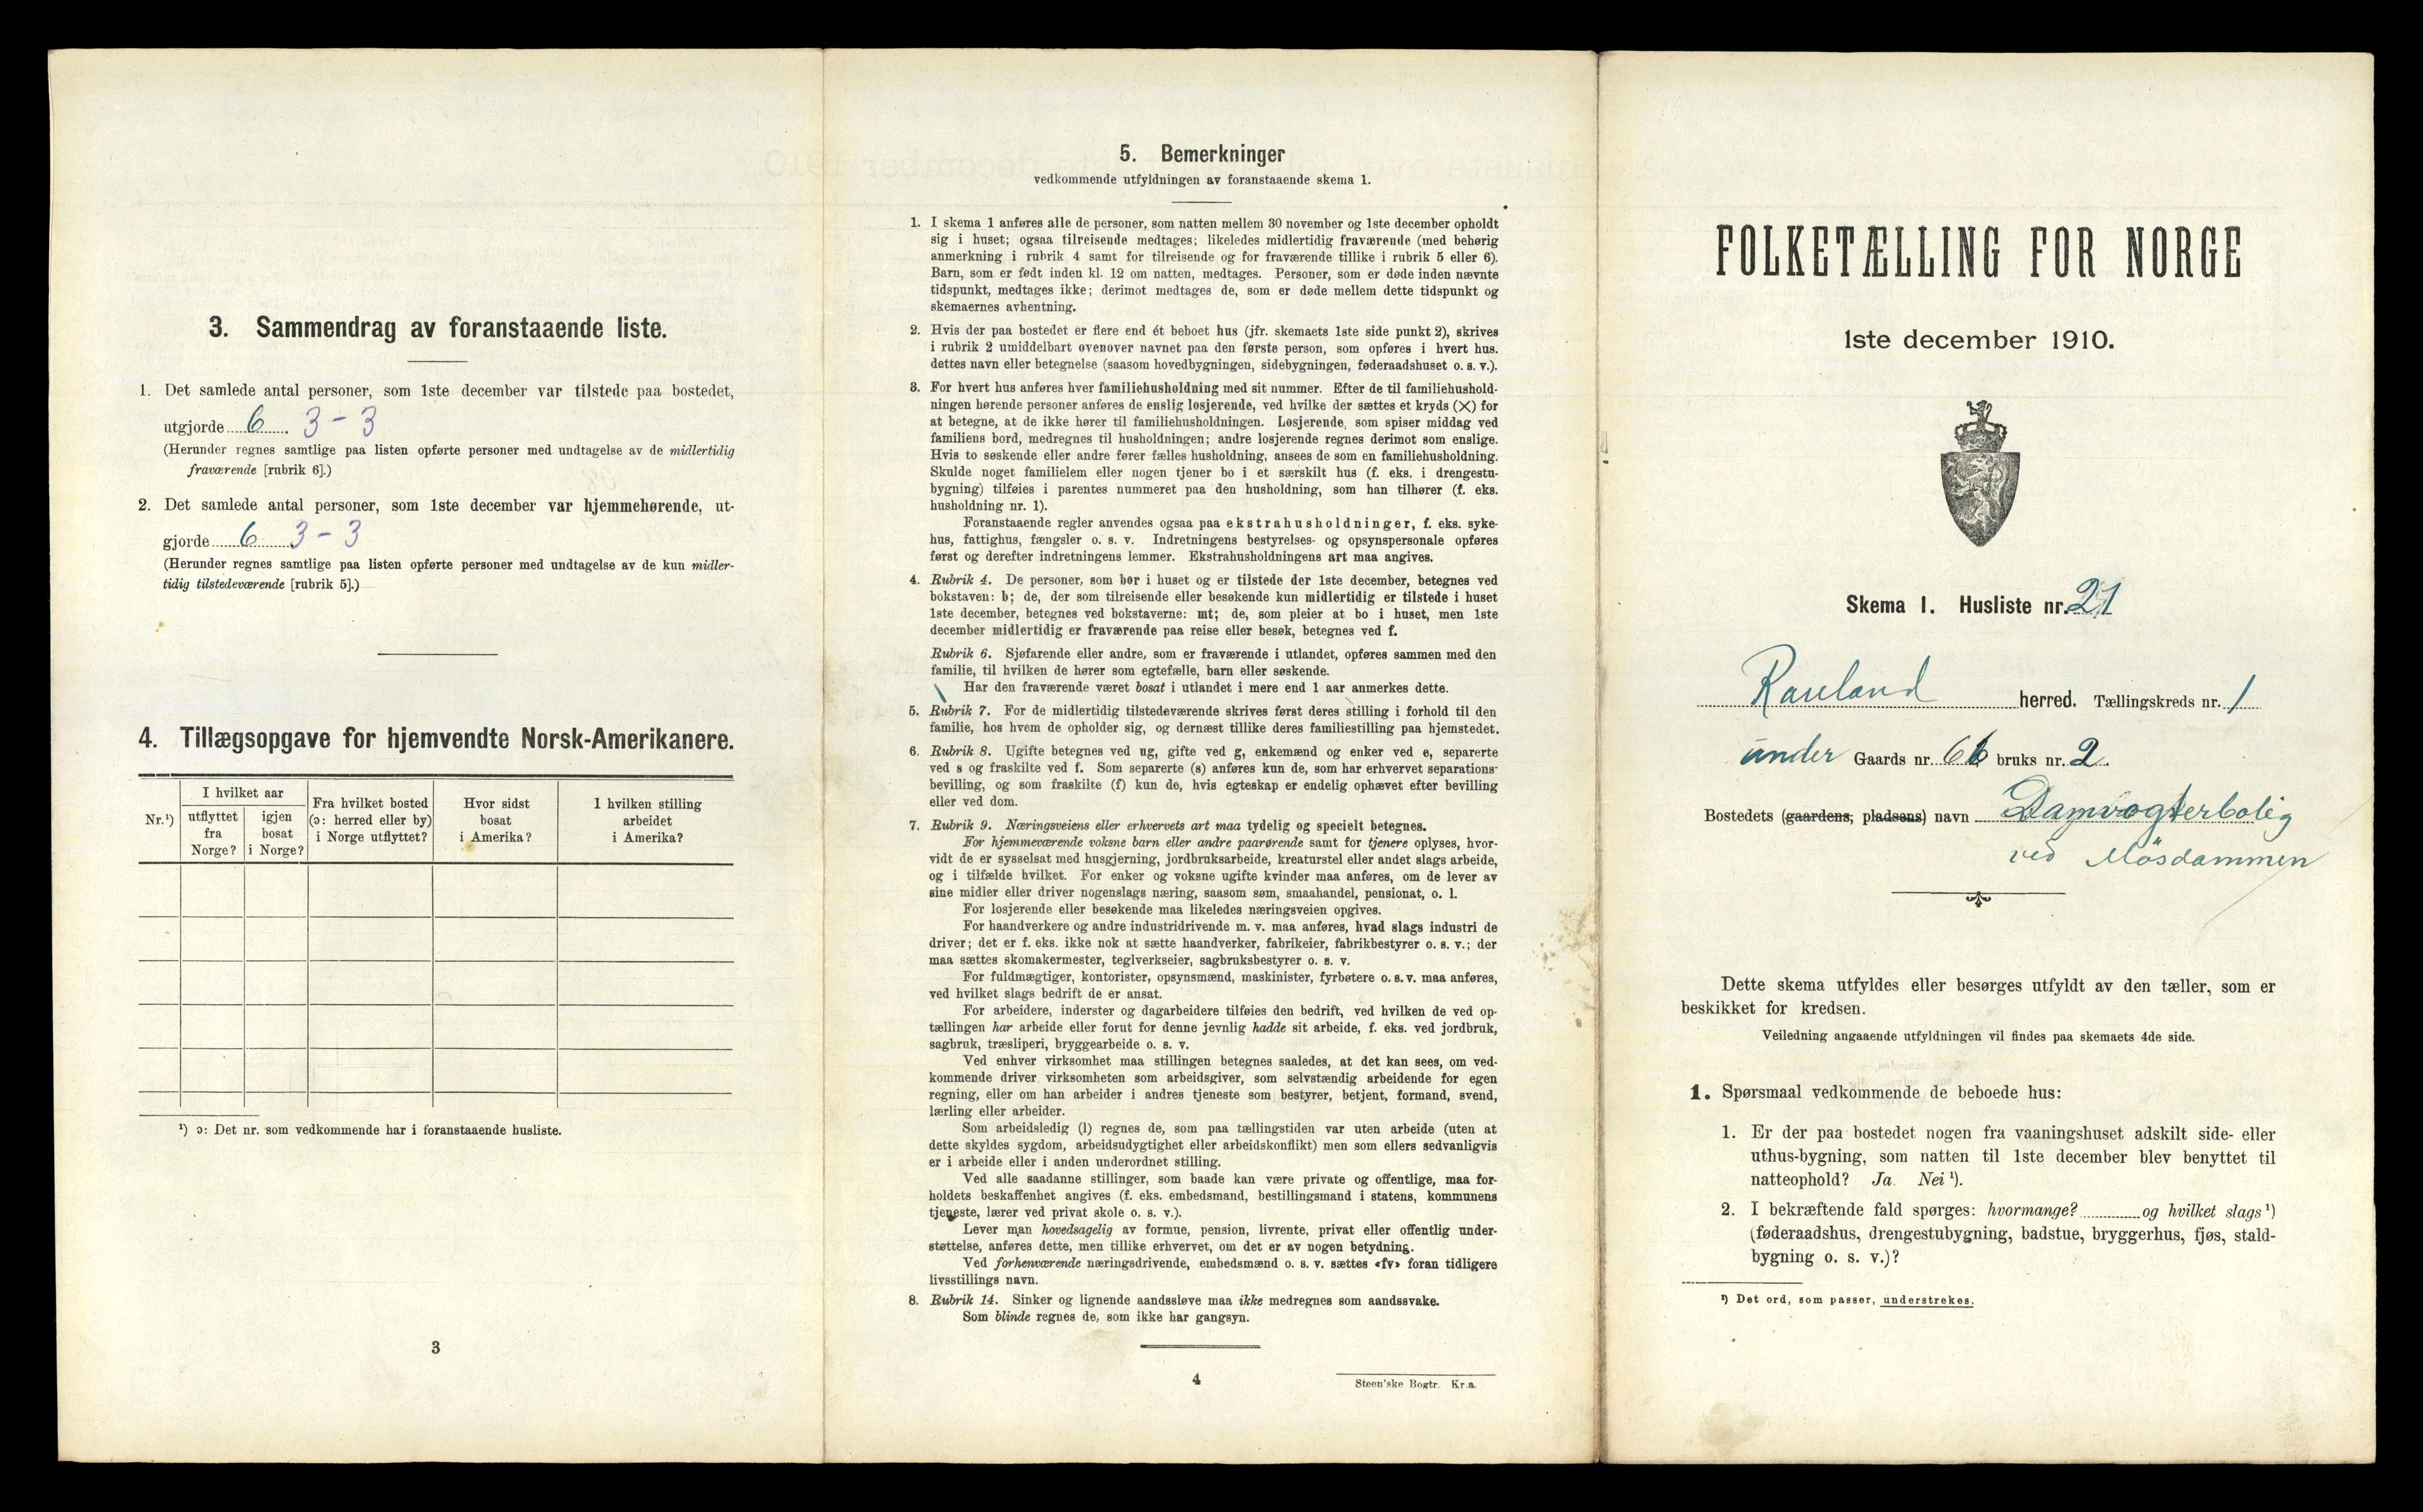 3. Sammendrag av foranstaaende liste.
1. Det samlede antal personer, som 1ste december var tilstede paa bostedet,
utgjorde 6 . 3 - 3
(Herunder regnes samtlige paa listen opførte personer med undtagelse av de midlertidig
fraværende [rubrik 6].)
2. Det samlede antal personer, som 1ste december var hjemmehørende, ut-
gjorde 6 3 - 3
(Herunder regnes samtlige paa listen opførte personer med undtagelse av de kun midler-
tidig tilstedeværende [rubrik 5].)
4. Tillægsopgave for hjemvendte Norsk-Amerikanere.
Nr.¹)
I hvilket aar
utflyttet
fra
Norge?
igjen
bosat
i Norge?
Fra hvilket bosted
(ɔ: herred eller by)
i Norge utflyttet?
Hvor sidst
bosat
i Amerika?
I hvilken stilling
arbeidet
i Amerika?
¹) ɔ: Det nr. som vedkommende har i foranstaaende husliste.
3
5. Bemerkninger
vedkommende utfyldningen av foranstaaende skema 1.
1. I skema 1 anføres alle de personer, som natten mellem 30 november og 1ste december opholdt
sig i huset; ogsaa tilreisende medtages; likeledes midlertidig fraværende (med behørig
anmerkning i rubrik 4 samt for tilreisende og for fraværende tillike i rubrik 5 eller 6).
Barn, som er født inden kl. 12 om natten, medtages. Personer, som er døde inden nævnte
tidspunkt, medtages ikke; derimot medtages de, som er døde mellem dette tidspunkt og
skemaernes avhentning.
2. Hvis der paa bostedet er flere end ét beboet hus (jfr. skemaets 1ste side punkt 2), skrives
i rubrik 2 umiddelbart ovenover navnet paa den første person, som opføres i hvert hus.
dettes navn eller betegnelse (saasom hovedbygningen, sidebygningen, føderaadshuset o. s. v.).
3. For hvert hus anføres hver familiehusholdning med sit nummer. Efter de til familiehushold-
ningen hørende personer anføres de enslig losjerende, ved hvilke der sættes et kryds (×) for
at betegne, at de ikke hører til familiehusholdningen. Losjerende, som spiser middag ved
familiens bord, medregnes til husholdningen; andre losjerende regnes derimot som enslige.
Hvis to søskende eller andre fører fælles husholdning, ansees de som en familiehusholdning.
Skulde noget familielem eller nogen tjener bo i et særskilt hus (f. eks. i drengestu-
bygning) tilføies i parentes nummeret paa den husholdning, som han tilhører (f. eks.
husholdning nr. 1).
Foranstaaende regler anvendes ogsaa paa ekstrahusholdninger, f. eks. syke-
hus, fattighus, fængsler o. s. v. Indretningens bestyrelses- og opsynspersonale opføres
først og derefter indretningens lemmer. Ekstrahusholdningens art maa angives.
4. Rubrik 4. De personer, som bor i huset og er tilstede der 1ste december, betegnes ved
bokstaven: b; de, der som tilreisende eller besøkende kun midlertidig er tilstede i huset
1ste december, betegnes ved bokstaverne: mt; de, som pleier at bo i huset, men 1ste
december midlertidig er fraværende paa reise eller besøk, betegnes ved f.
Rubrik 6. Sjøfarende eller andre, som er fraværende i utlandet, opføres sammen med den
familie, til hvilken de hører som egtefælle, barn eller søskende.
Har den fraværende været bosat i utlandet i mere end 1 aar anmerkes dette.
5. Rubrik 7. For de midlertidig tilstedeværende skrives først deres stilling i forhold til den
familie, hos hvem de opholder sig, og dernæst tillike deres familiestilling paa hjemstedet.
6. Rubrik 8. Ugifte betegnes ved ug, gifte ved g, enkemænd og enker ved e, separerte
ved s og fraskilte ved f. Som separerte (s) anføres kun de, som har erhvervet separations-
bevilling, og som fraskilte (f) kun de, hvis egteskap er endelig ophævet efter bevilling
eller ved dom.
7. Rubrik 9. Næringsveiens eller erhvervets art maa tydelig og specielt betegnes.
For hjemmeværende voksne barn eller andre paarørende samt for tjenere oplyses, hvor-
vidt de er sysselsat med husgjerning, jordbruksarbeide, kreaturstel eller andet slags arbeide,
og i tilfælde hvilket. For enker og voksne ugifte kvinder maa anføres, om de lever av
sine midler eller driver nogenslags næring, saasom søm, smaahandel, pensionat, o. l.
For losjerende eller besøkende maa likeledes næringsveien opgives.
For haandverkere og andre industridrivende m. v. maa anføres, hvad slags industri de
driver; det er f. eks. ikke nok at sætte haandverker, fabrikeier, fabrikbestyrer o. s. v.; der
maa sættes skomakermester, teglverkseier, sagbruksbestyrer o. s. v.
For fuldmægtiger, kontorister, opsynsmænd, maskinister, fyrbøtere o. s. v. maa anføres,
ved hvilket slags bedrift de er ansat.
For arbeidere, inderster og dagarbeidere tilføies den bedrift, ved hvilken de ved op-
tællingen har arbeide eller forut for denne jevnlig hadde sit arbeide, f. eks. ved jordbruk,
sagbruk, træsliperi, bryggearbeide o. s. v.
Ved enhver virksomhet maa stillingen betegnes saaledes, at det kan sees, om ved-
kommende driver virksomheten som arbeidsgiver, som selvstændig arbeidende for egen
regning, eller om han arbeider i andres tjeneste som bestyrer, betjent, formand, svend,
lærling eller arbeider.
Som arbeidsledig (l) regnes de, som paa tællingstiden var uten arbeide (uten at
dette skyldes sygdom, arbeidsudygtighet eller arbeidskonflikt) men som ellers sedvanligvis
er i arbeide eller i anden underordnet stilling.
Ved alle saadanne stillinger, som baade kan være private og offentlige, maa for-
holdets beskaffenhet angives (f. eks. embedsmand, bestillingsmand i statens, kommunens
tjeneste, lærer ved privat skole o. s. v.).
Lever man hovedsagelig av formue, pension, livrente, privat eller offentlig under-
støttelse, anføres dette, men tillike erhvervet, om det er av nogen betydning.
Ved forhenværende næringsdrivende, embedsmænd o. s. v. sættes «fv» foran tidligere
livsstillings navn.
8. Rubrik 14. Sinker og lignende aandssløve maa ikke medregnes som aandssvake.
Som blinde regnes de, som ikke har gangsyn.
4
Steen'ske Bogtr. Kr.a.
FOLKETÆLLING FOR NORGE
1ste december 1910.
Skema I. Husliste nr. 21
Rauland herred. Tællingskreds nr. 1
under Gaards nr. 66 bruks nr. 2.
Bostedets (gaardens, pladsens) navn Damvogterbolig
ved Mösdammen
Dette skema utfyldes eller besørges utfyldt av den tæller, som er
beskikket for kredsen.
Veiledning angaaende utfyldningen vil findes paa skemaets 4de side.
1. Spørsmaal vedkommende de beboede hus:
1. Er der paa bostedet nogen fra vaaningshuset adskilt side- eller
uthus-bygning, som natten til 1ste december blev benyttet til
natteophold? Ja. Nei ¹).
2. I bekræftende fald spørges: hvormange? og hvilket slags ¹)
(føderaadshus, drengestubygning, badstue, bryggerhus, fjøs, stald-
bygning o. s. v.)?
¹) Det ord, som passer, understrekes.